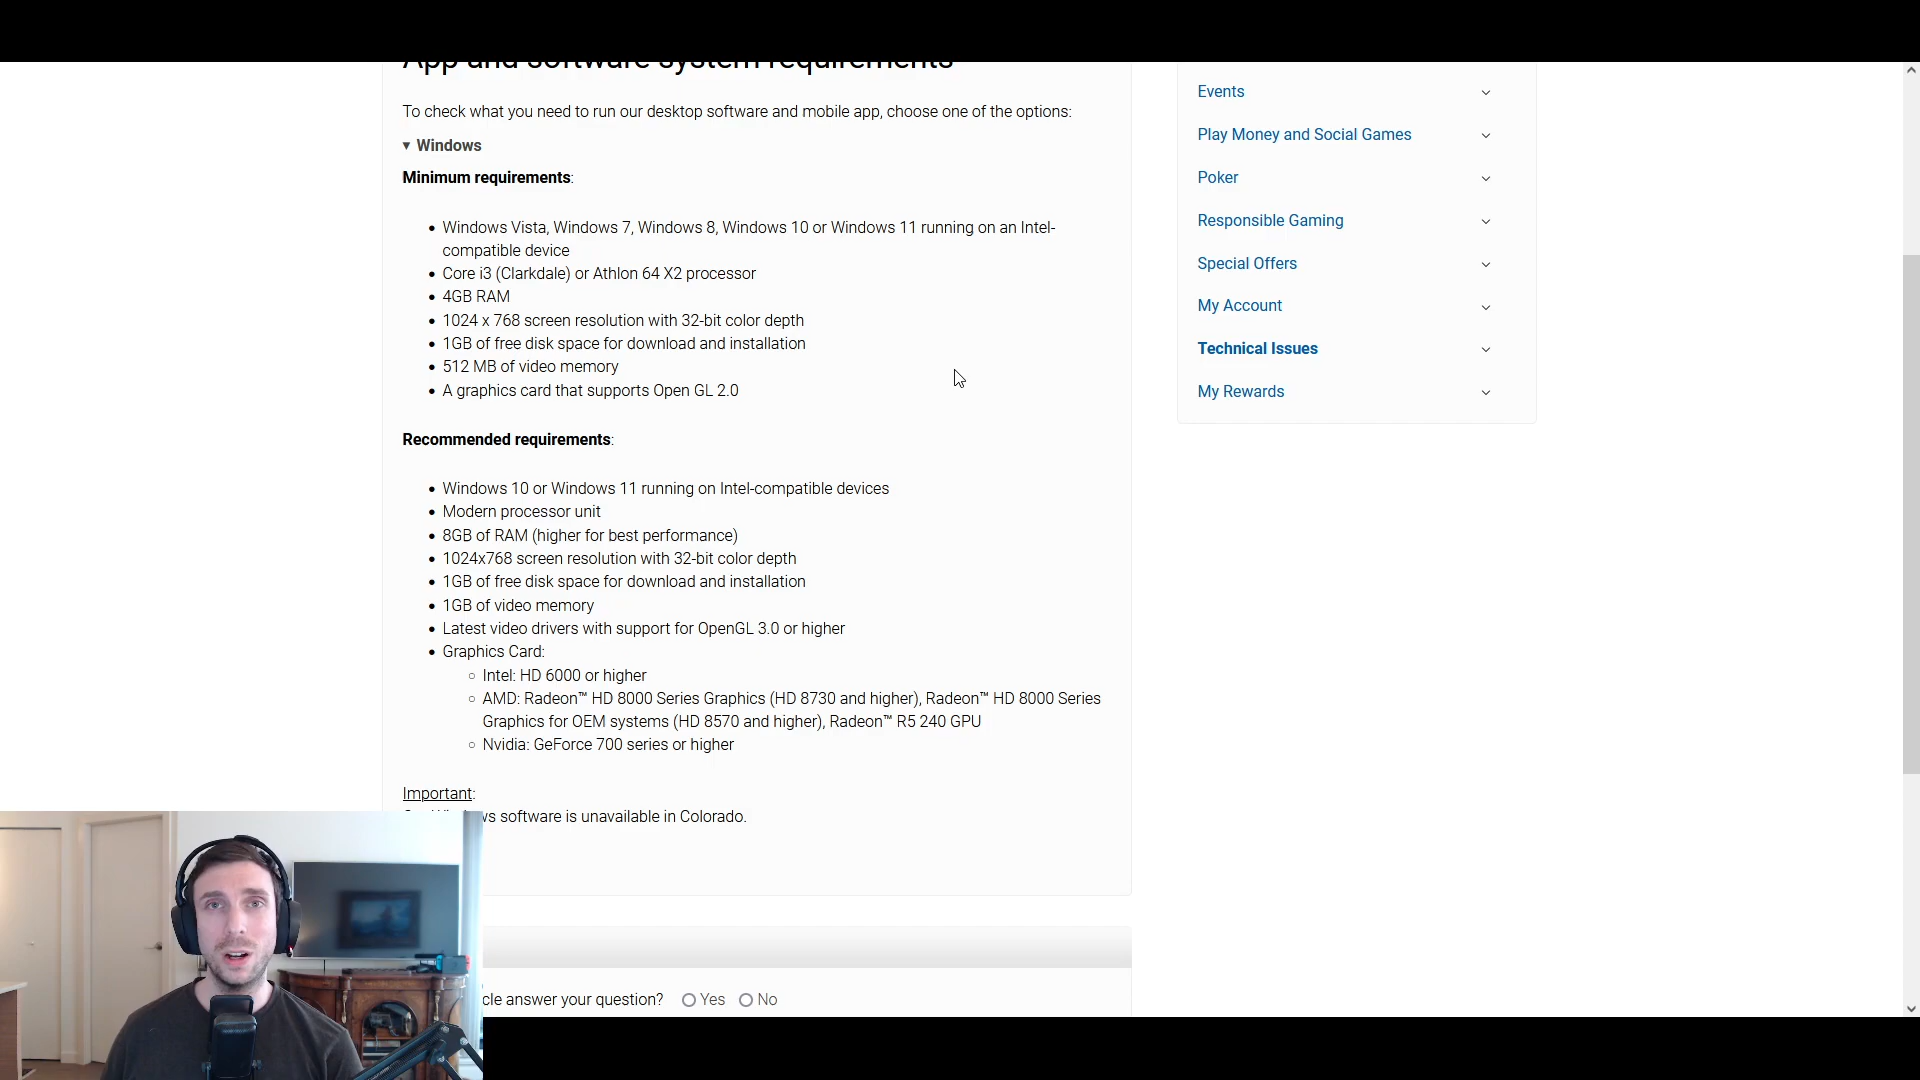 App and software system requirements
To check what you need to run our desktop software and mobile app, choose one of the options:
▾ Windows
Minimum requirements:
• Windows Vista, Windows 7, Windows 8, Windows 10 or Windows 11 running on an Intel-
compatible device
• Core i3 (Clarkdale) or Athlon 64 X2 processor
• 4GB RAM
• 1024 x 768 screen resolution with 32-bit color depth
• 1GB of free disk space for download and installation
• 512 MB of video memory
• A graphics card that supports Open GL 2.0
Recommended requirements:
• Windows 10 or Windows 11 running on Intel-compatible devices
• Modern processor unit
• 8GB of RAM (higher for best performance)
• 1024x768 screen resolution with 32-bit color depth
• 1GB of free disk space for download and installation
• 1GB of video memory
• Latest video drivers with support for OpenGL 3.0 or higher
• Graphics Card:
○ Intel: HD 6000 or higher
○ AMD: Radeon™ HD 8000 Series Graphics (HD 8730 and higher), Radeon™ HD 8000 Series
Graphics for OEM systems (HD 8570 and higher), Radeon™ R5 240 GPU
○ Nvidia: GeForce 700 series or higher
Important:
software is unavailable in Colorado.
answer your question? Yes No
Events
Play Money and Social Games
Poker
Responsible Gaming
Special Offers
My Account
Technical Issues
My Rewards